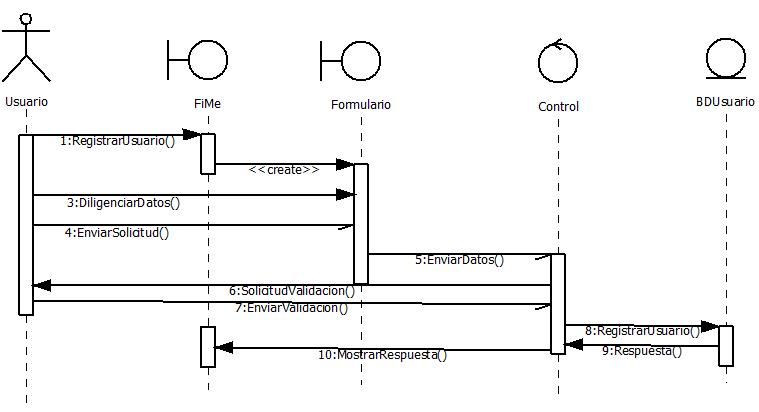 Usuario
FiMe
Formulario
Control
BDUsuario
1:RegistrarUsuario()
<<create>>
3:DiligenciarDatos()
4:EnviarSolicitud()
5:EnviarDatos()
6:SolicitudValidacion()
7:EnviarValidacion()
8:RegistrarUsuario()
9:Respuesta()
10:MostrarRespuesta()